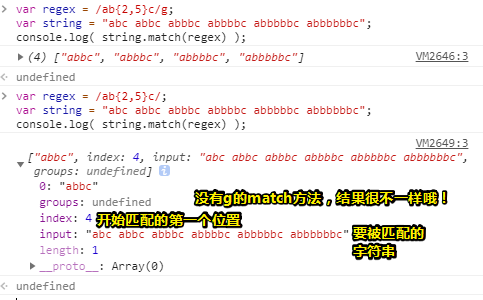 > var regex = /ab{2,5}c/g;
var string = "abc abbc abbbc abbbbc abbbbbc abbbbbbc";
console.log( string.match(regex) );
▶ (4) ["abbc", "abbbc", "abbbbc", "abbbbbc"] VM2646:3
undefined
> var regex = /ab{2,5}c/;
var string = "abc abbc abbbc abbbbc abbbbbc abbbbbbc";
console.log( string.match(regex) );
VM2649:3
["abbc", index: 4, input: "abc abbc abbbc abbbbc abbbbbc abbbbbbc",
groups: undefined]
0: "abbc"
groups: undefined 没有g的match方法，结果很不一样哦！
index: 4 开始匹配的第一个位置
input: "abc abbc abbbc abbbbc abbbbbc abbbbbbc" 要被匹配的
字符串
length: 1
▶ __proto__: Array(0)
undefined